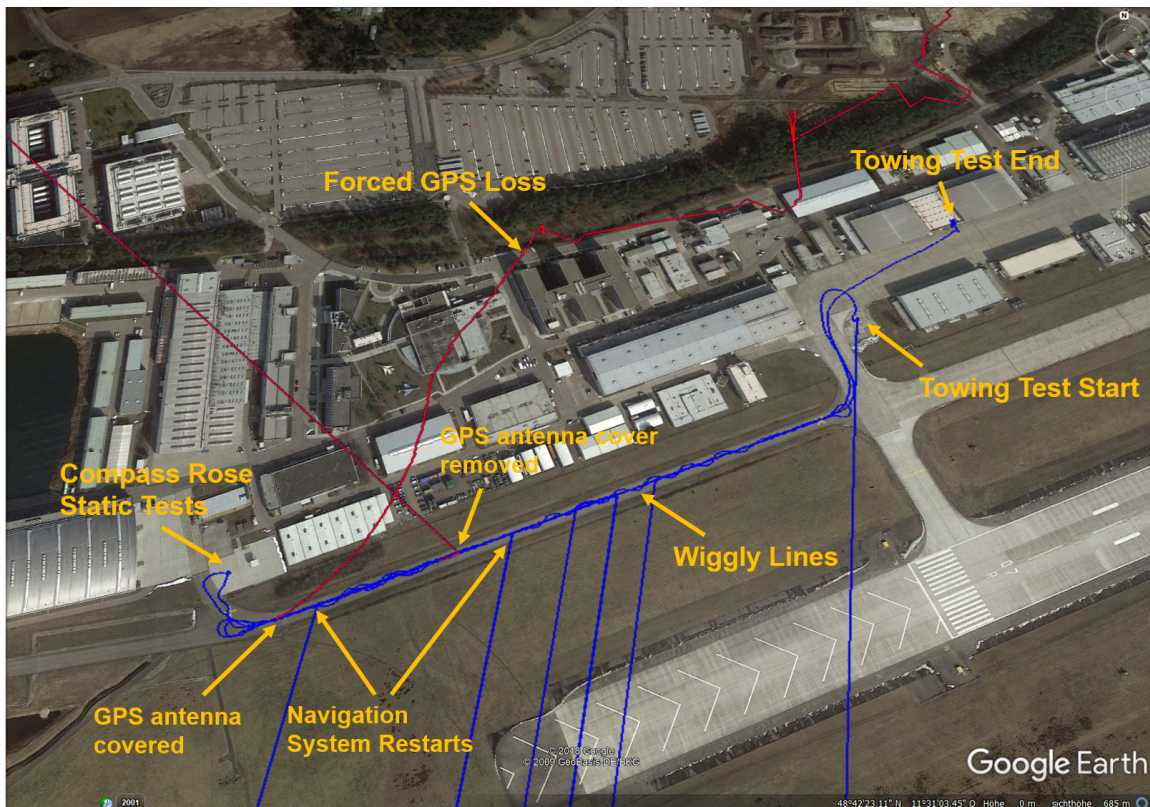 N
Towing Test End
Forced GPS Loss
Towing Test Start
GPS antenna cover
removed
Compass Rose
Static Tests
Wiggly Lines
GPS antenna
covered
Navigation
System Restarts
07
© 2018 Google
© 2009 GeoBasis-DE/BKG
Google Earth
2001
48°42'23.11" N 11°31'03.45" O Höhe 0 m sichthöhe 685 m